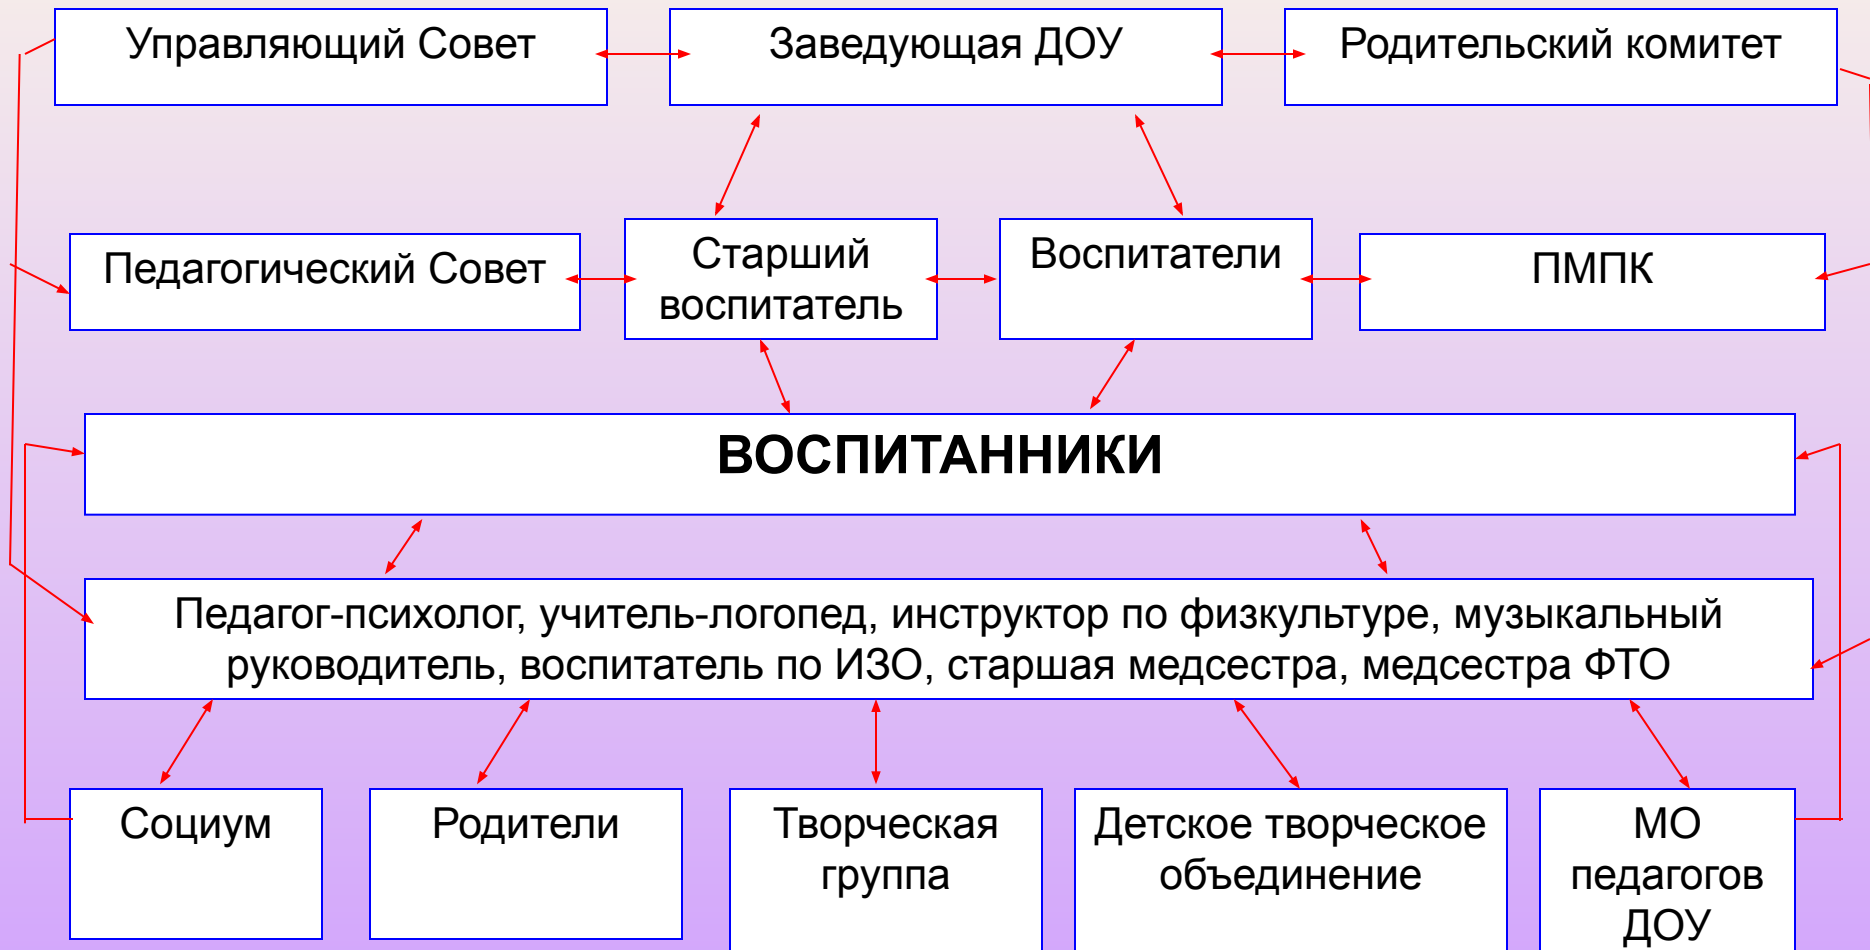 Управляющий Совет
Заведующая ДОУ
Родительский комитет
Педагогический Совет
Старший
воспитатель
Воспитатели
ПМПК
ВОСПИТАННИКИ
Педагог-психолог, учитель-логопед, инструктор по физкультуре, музыкальный
руководитель, воспитатель по ИЗО, старшая медсестра, медсестра ФТО
Социум
Родители
Творческая
группа
Детское творческое
объединение
МО
педагогов
ДОУ